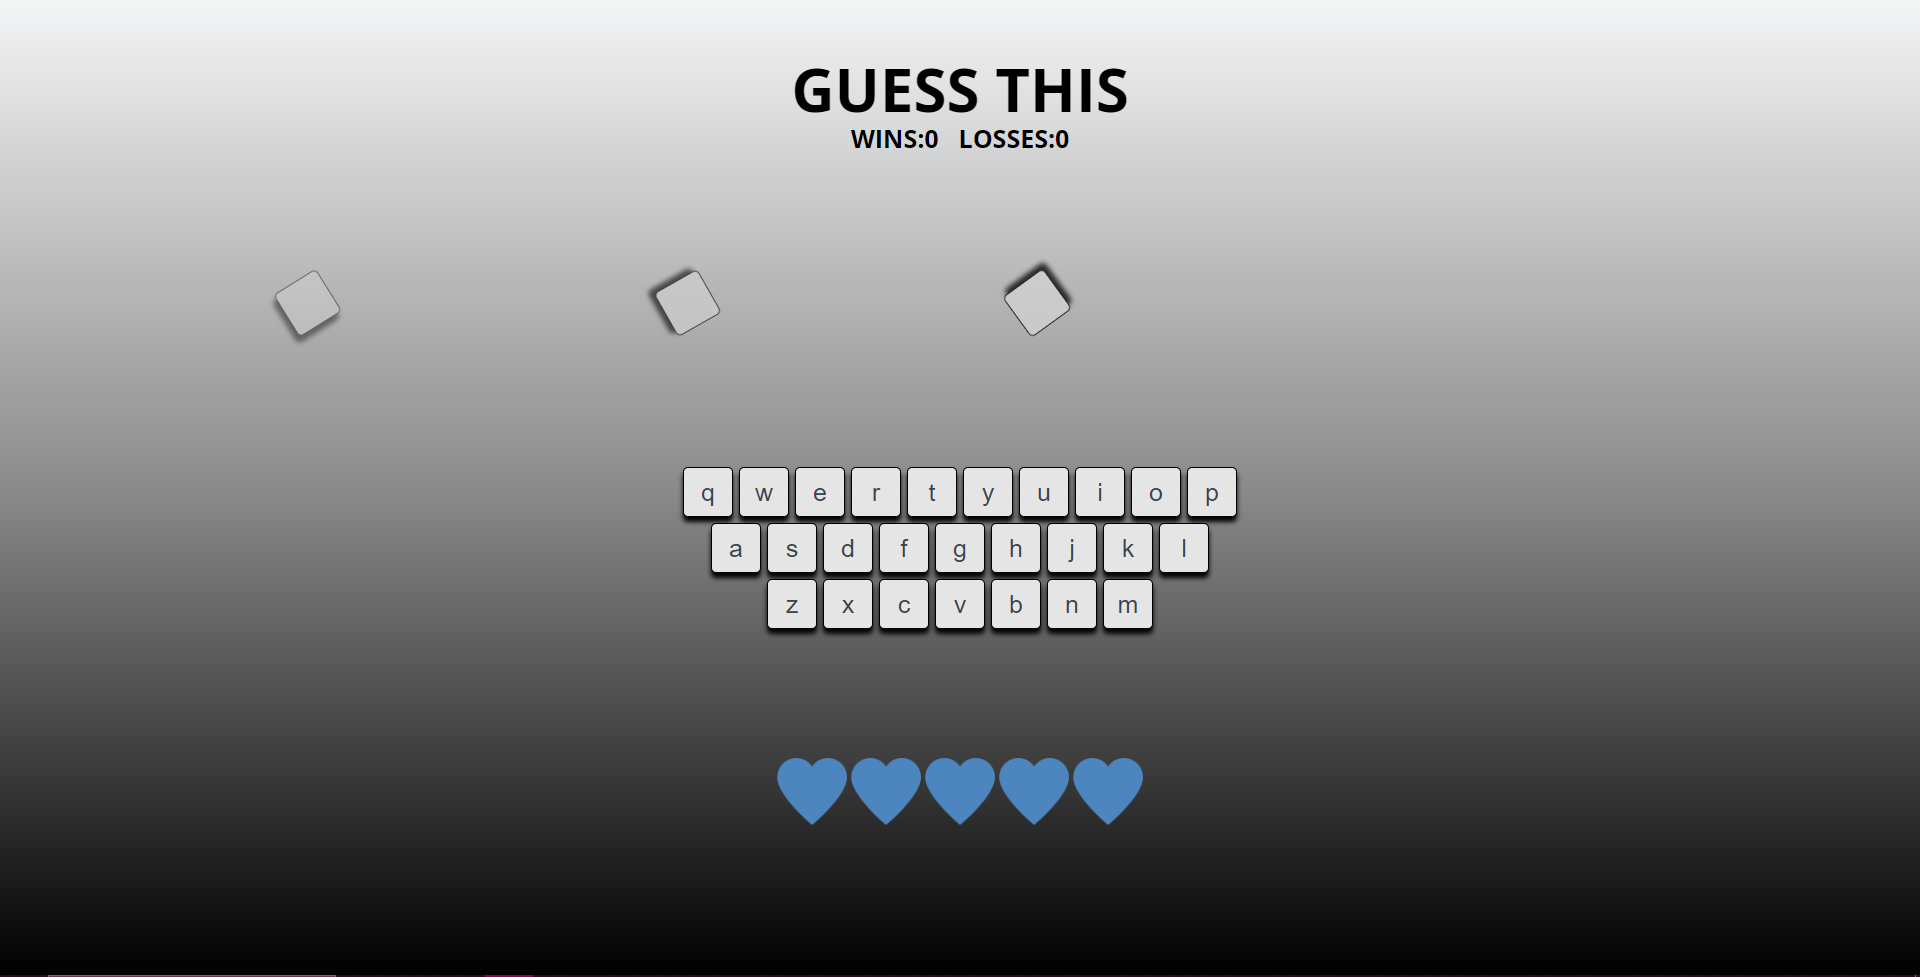 GUESS THIS
WINS:0 LOSSES:0
q w e r t y u i o p
a s d f g h j k l
z x c v b n m